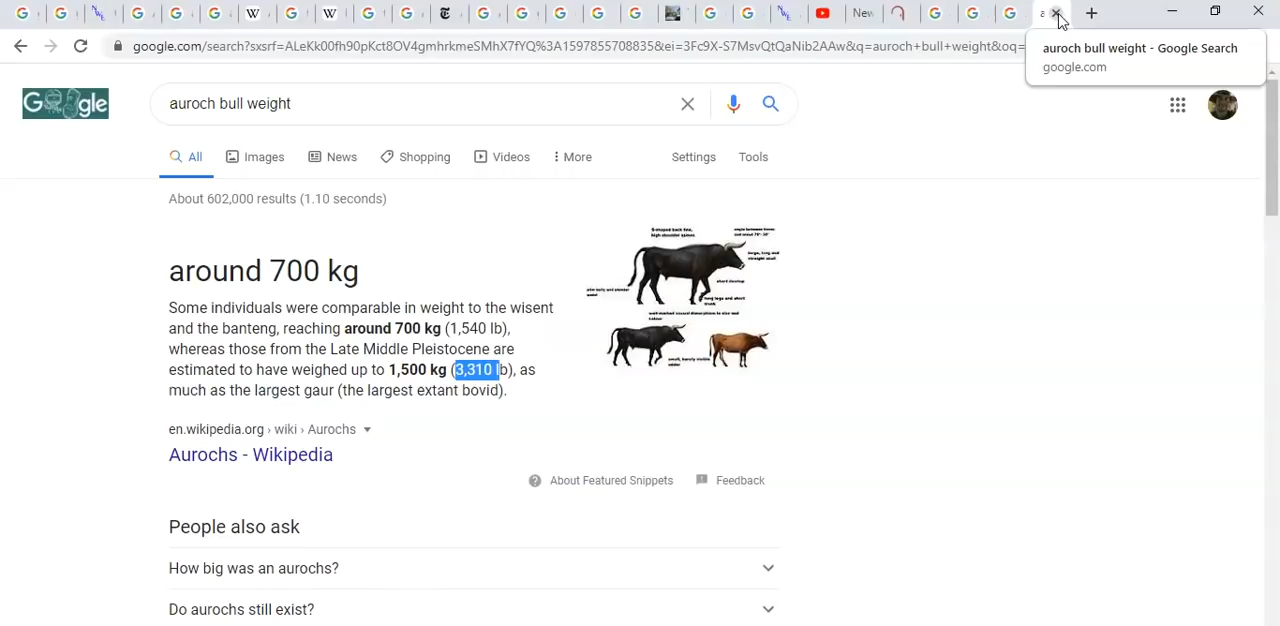 New
a
google.com/search?sxsrf=ALeKk00fh90pKct8OV4gmhrkmeSMhX7fYQ%3A1597855708835&ei=3Fc9X-S7MsvQtQaNib2AAw&q=auroch+bull+weight&oq=
auroch bull weight - Google Search
google.com
Google
auroch bull weight
All
Images
News
Shopping
Videos
More
Settings
Tools
About 602,000 results (1.10 seconds)
around 700 kg
Some individuals were comparable in weight to the wisent
and the banteng, reaching around 700 kg (1,540 lb),
whereas those from the Late Middle Pleistocene are
estimated to have weighed up to 1,500 kg (3,310 lb), as
much as the largest gaur (the largest extant bovid).
en.wikipedia.org › wiki › Aurochs
Aurochs - Wikipedia
About Featured Snippets
Feedback
People also ask
How big was an aurochs?
Do aurochs still exist?